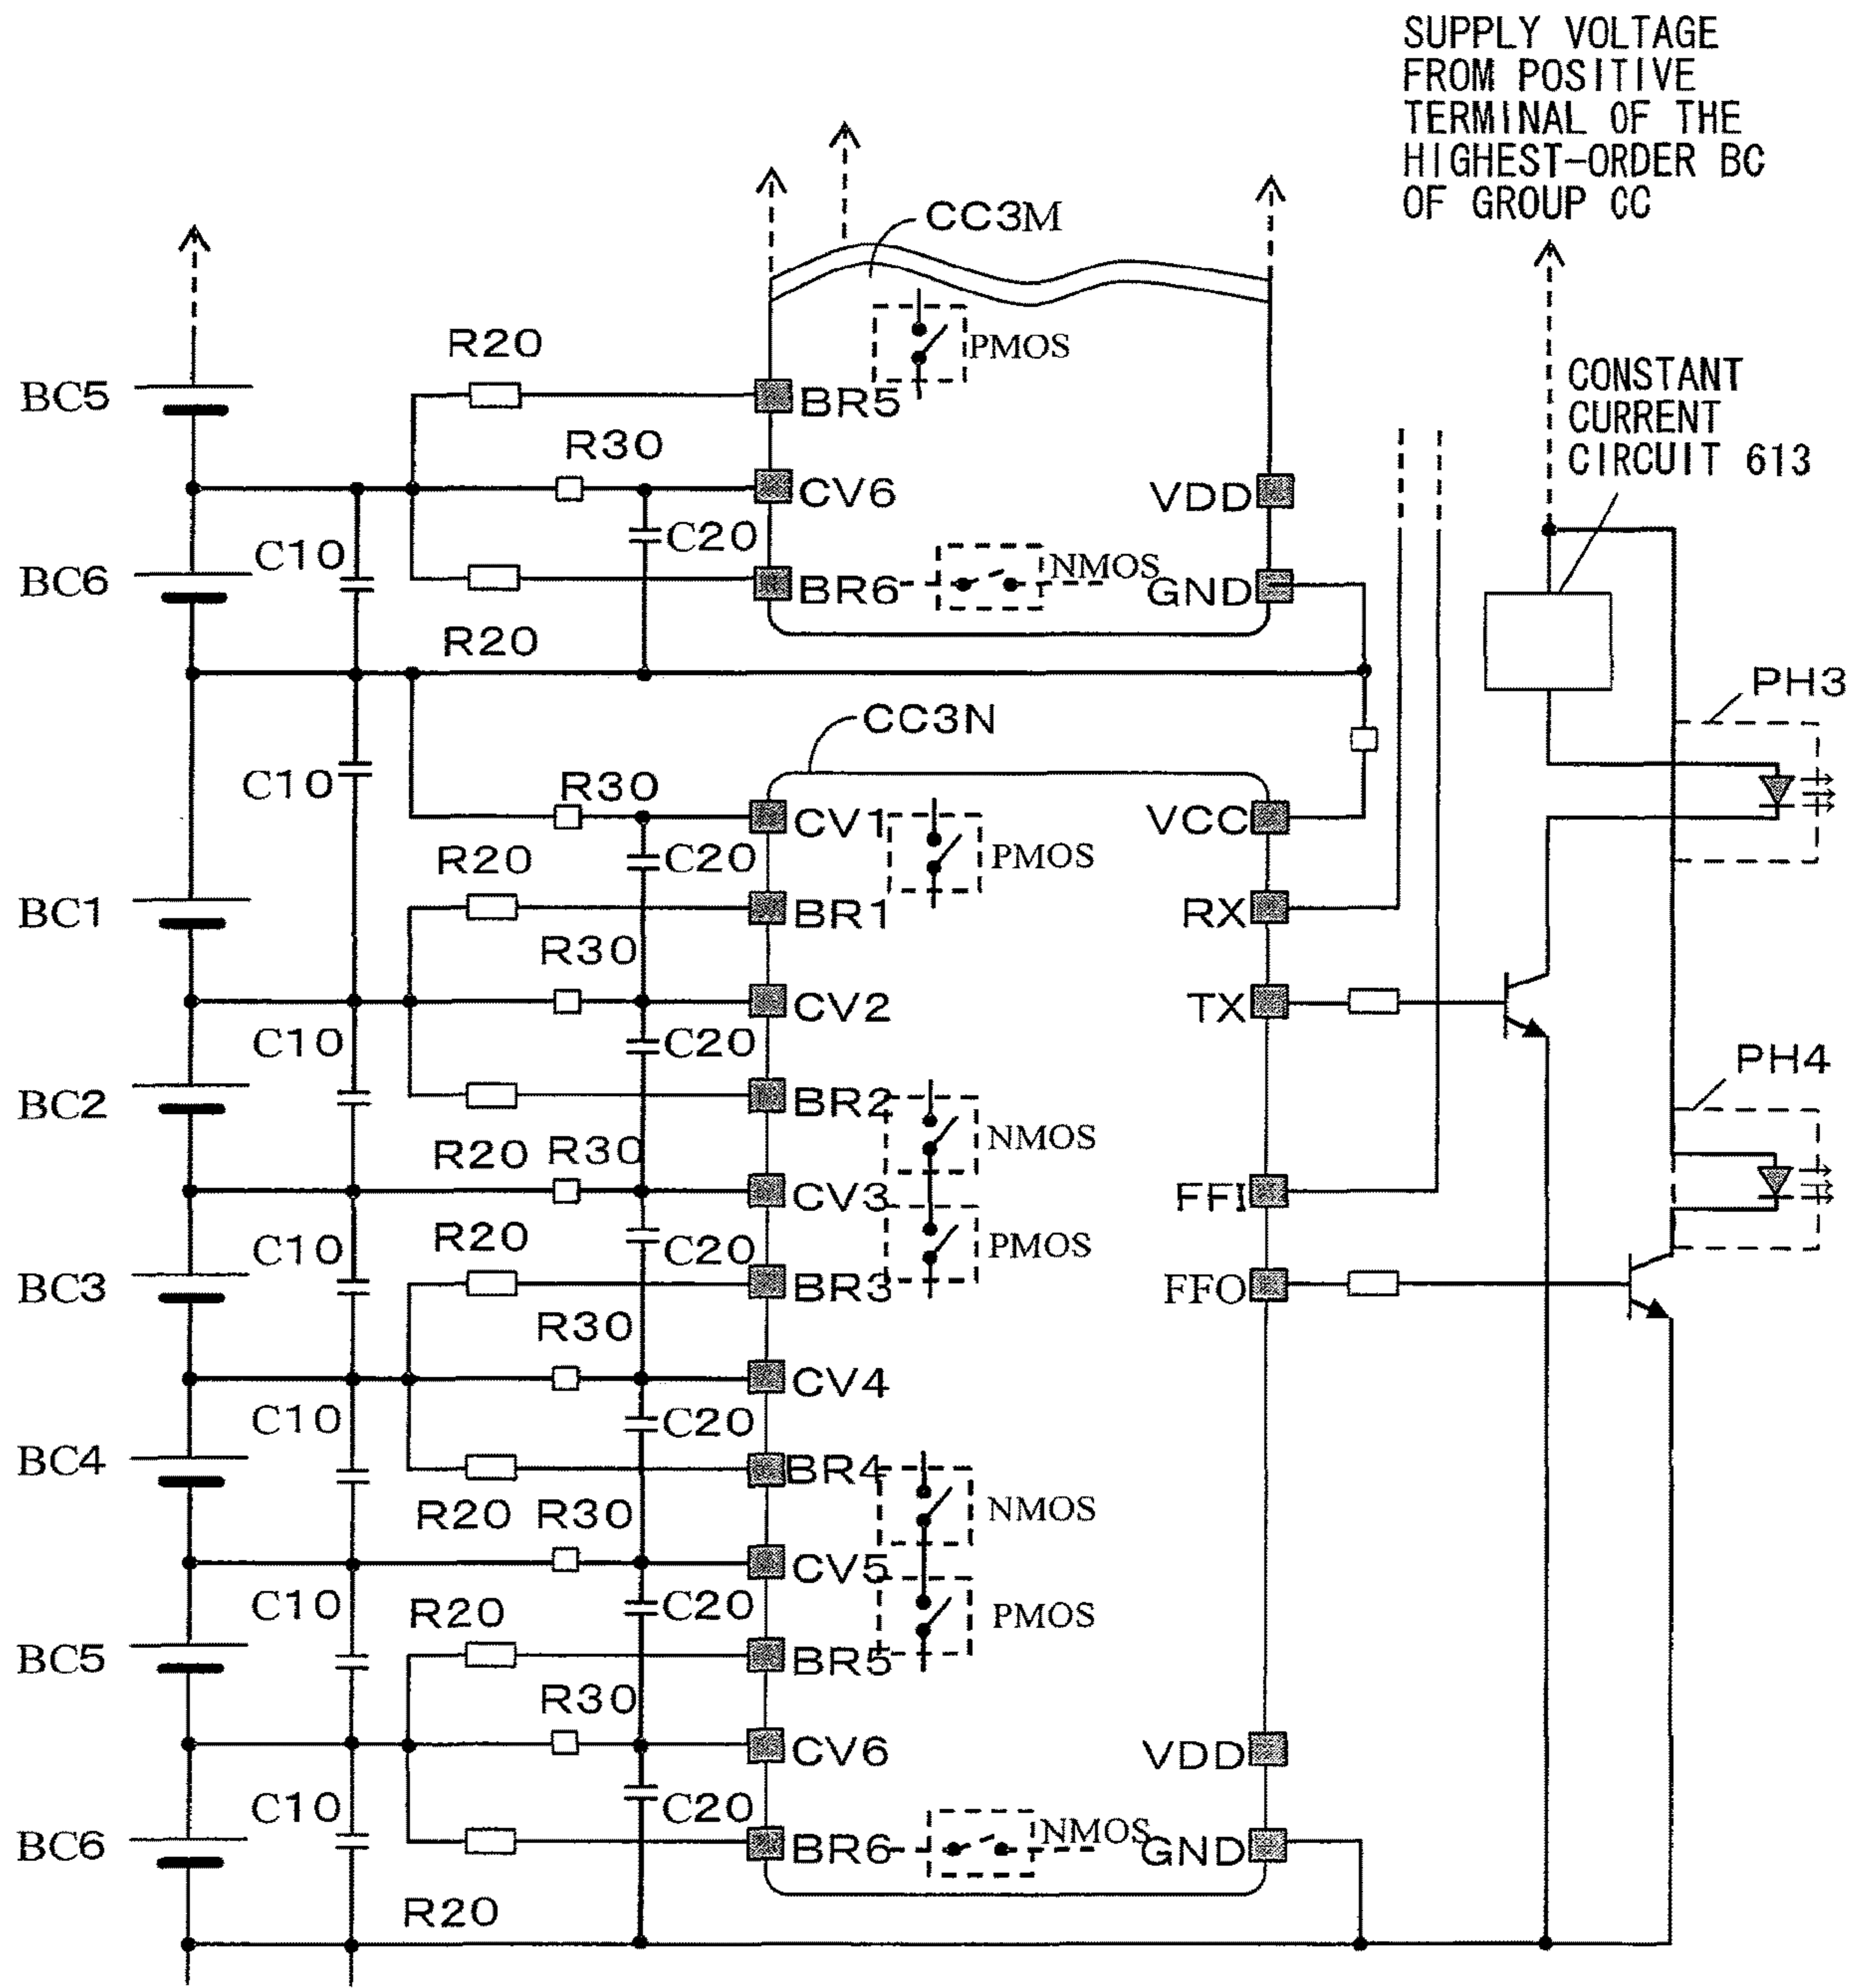 SUPPLY VOLTAGE
FROM POSITIVE
TERMINAL OF THE
HIGHEST-ORDER BC
OF GROUP CC
CC3M
R20
PMOS
CONSTANT
CURRENT
CIRCUIT 613
BC5
BR5
R30
CV6
VDD
C10
C20
BC6
BR6
NMOS
GND
R20
PH3
CC3N
C10
R30
CV1
VCC
R20
C20
PMOS
BC1
BR1
RX
R30
CV2
TX
C10
C20
PH4
BC2
BR2
NMOS
R20
R30
CV3
FFI
C10
R20
C20
PMOS
BC3
BR3
FFO
R30
CV4
C10
C20
BC4
BR4
NMOS
R20
R30
CV5
C10
R20
C20
PMOS
BC5
BR5
R30
CV6
VDD
C10
C20
BC6
BR6
NMOS
GND
R20